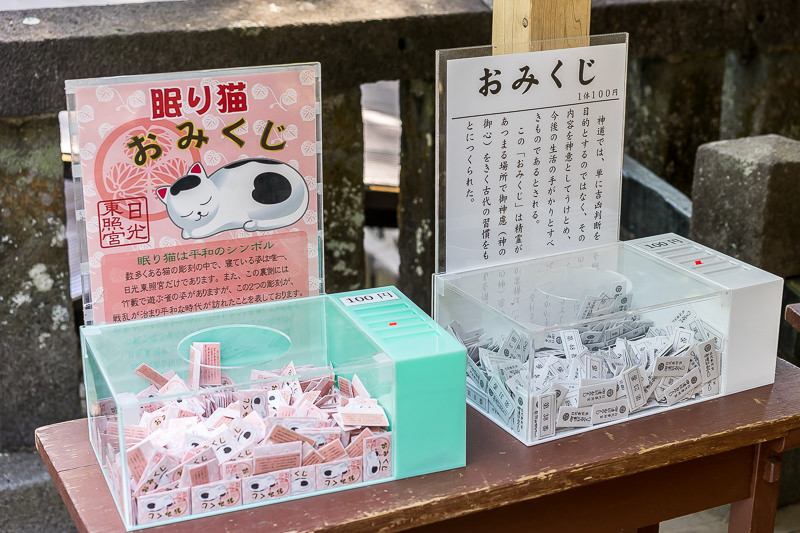 眠り猫
おみくじ
日光
東照宮
眠り猫は平和のシンボル
数多くある猫の彫刻の中で、寝ている姿は唯一、
日光東照宮だけであります。また、この裏側には
竹藪で遊ぶ雀の姿がありますが、この2つの彫刻が、
戦乱が治まり平和な時代が訪れたことを表しております。
100円
おみくじ
1体100円
神道では、単に吉凶判断を
目的とするのではなく、その
内容を神意としてうけとめ、
今後の生活の手がかりとすべ
きものであるとされる。
この「おみくじ」は精霊が
あつまる場所で御神慮(神の
御心)をきく古代の習慣をも
とにつくられた。
100円